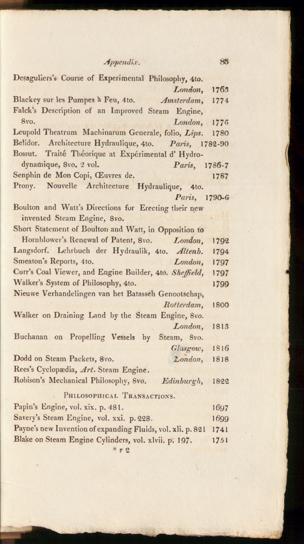 Appendix. 85
Desaguliers's Course of Experimental Philosophy, 4to.
London, 1763
Blackey sur les Pumpes à Feu, 4to. Amsterdam, 1774
Falck's Description of an Improved Steam Engine,
8vo. London, 1776
Leupold Theatrum Machinarum Generale, folio, Lips. 1780
Belidor. Architecture Hydraulique, 4to. Paris, 1782-90
Bossut. Traité Théorique at Expérimental d' Hydro-
dynamique, 8vo. 2 vol. Paris, 1786-7
Senphin de Mon Copi, Œuvres de. 1787
Prony. Nouvelle Architecture Hydraulique, 4to.
Paris, 1790-6
Boulton and Watt's Directions for Erecting their new
invented Steam Engine, 8vo.
Short Statement of Boulton and Watt, in Opposition to
Hornblower's Renewal of Patent, 8vo. London, 1792
Langsdorf. Lehrbuch der Hydraulik, 4to. Altenb. 1794
Smeaton's Reports, 4to. London, 1797
Curr's Coal Viewer, and Engine Builder, 4to. Sheffield, 1797
Walker's System of Philosophy, 4to. 1799
Nieuwe Verhandelingen van het Bataseeh Genootschap,
Rotterdam, 1800
Walker on Draining Land by the Steam Engine, 8vo.
London, 1813
Buchanan on Propelling Vessels by Steam, 8vo.
Glasgow, 1816
Dodd on Steam Packets, 8vo. London, 1818
Rees's Cyclopædia, Art. Steam Engine.
Robison's Mechanical Philosophy, 8vo. Edinburgh, 1822
PHILOSOPHICAL TRANSACTIONS.
Papin's Engine, vol. xix. p. 481. 1697
Savery's Steam Engine, vol. xxi. p. 228. 1699
Payne's new Invention of expanding Fluids, vol. xli. p. 821 1741
Blake on Steam Engine Cylinders, vol. xlvii. p. 197. 1751
* F 2